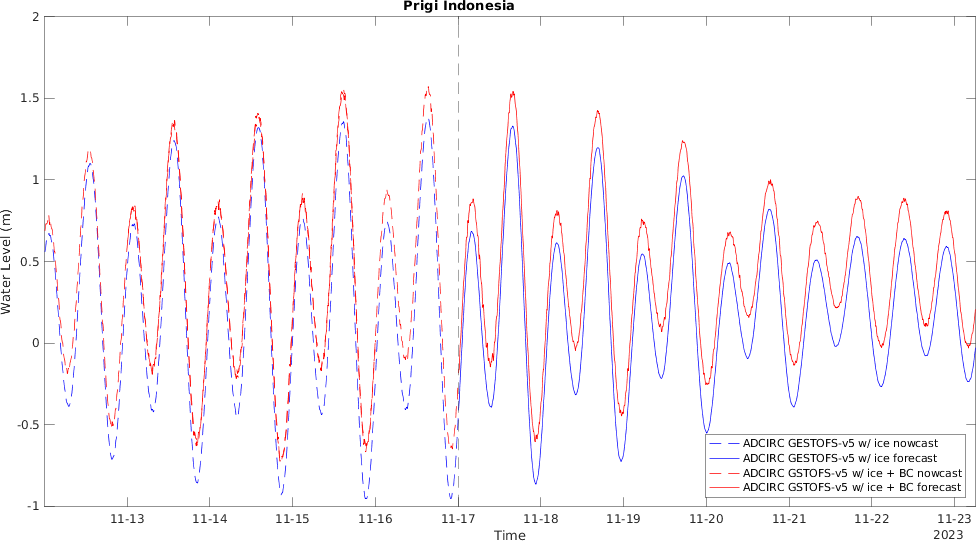 Prigi Indonesia
Water Level (m)
2
1.5
1
0.5
0
-0.5
-1
11-13 11-14 11-15 11-16 11-17 11-18 11-19 11-20 11-21 11-22 11-23
Time
2023
ADCIRC GESTOFS-v5 w/ ice nowcast
ADCIRC GESTOFS-v5 w/ ice forecast
ADCIRC GSTOFS-v5 w/ ice + BC nowcast
ADCIRC GSTOFS-v5 w/ ice + BC forecast